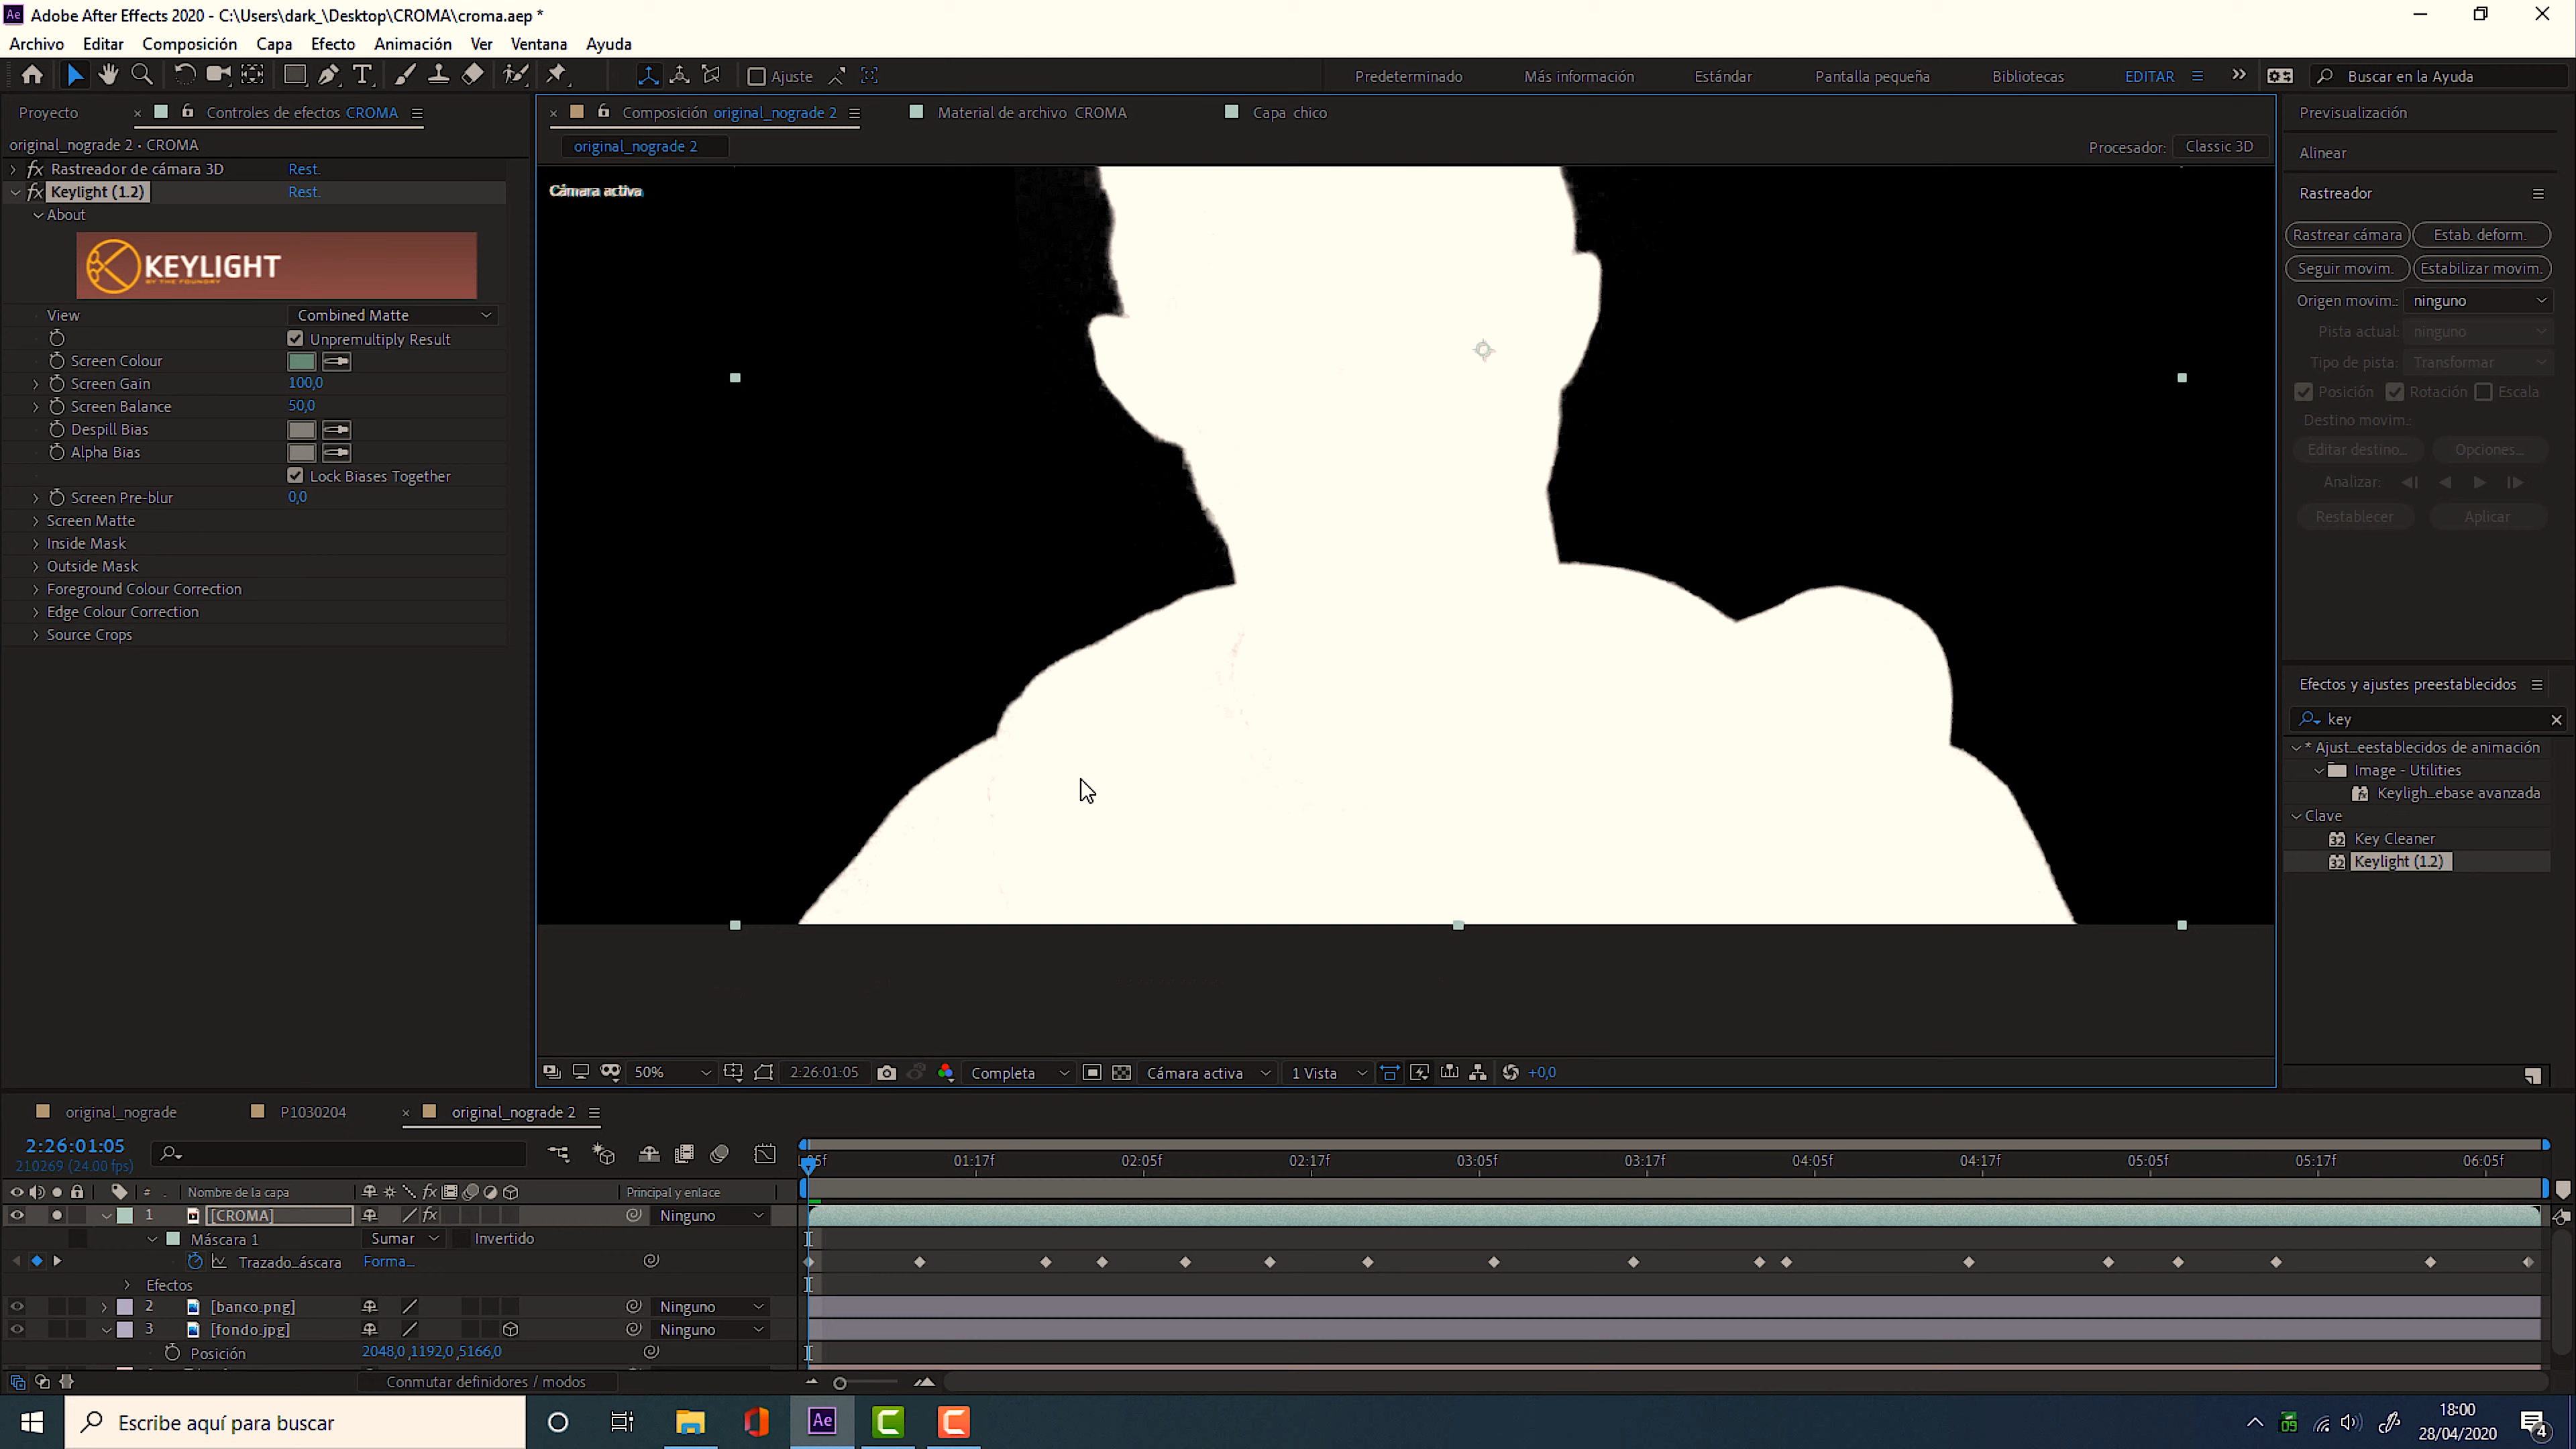 Adobe After Effects 2020 - C:\Users\dark_\Desktop\CROMA\croma.aep *
Archivo Editar Composición Capa Efecto Animación Ver Ventana Ayuda
Ajuste Predeterminado Más información Estándar Pantalla pequeña Bibliotecas EDITAR Buscar en la Ayuda
Proyecto Controles de efectos CROMA
Composición original_nograde 2 Material de archivo CROMA Capa chico
Previsualización
original_nograde 2 • CROMA
original_nograde 2
Procesador: Classic 3D
Alinear
Rastreador de cámara 3D Rest.
Keylight (1.2) Rest.
About
KEYLIGHT
BY THE FOUNDRY
View Combined Matte
Unpremultiply Result
Screen Colour
Screen Gain 100,0
Screen Balance 50,0
Despill Bias
Alpha Bias
Lock Biases Together
Screen Pre-blur 0,0
Screen Matte
Inside Mask
Outside Mask
Foreground Colour Correction
Edge Colour Correction
Source Crops
Cámara activa
Rastreador
Rastrear cámara Estab. deform.
Seguir movim. Estabilizar movim.
Origen movim.: ninguno
Pista actual: ninguno
Tipo de pista: Transformar
Posición Rotación Escala
Destino movim.:
Editar destino... Opciones...
Analizar:
Restablecer Aplicar
Efectos y ajustes preestablecidos
key
* Ajust_eestablecidos de animación
Image - Utilities
Keyligh_ebase avanzada
Clave
Key Cleaner
Keylight (1.2)
50% 2:26:01:05 Completa Cámara activa 1 Vista +0,0
original_nograde P1030204 original_nograde 2
2:26:01:05
210269 (24.00 fps)
05f 01:17f 02:05f 02:17f 03:05f 03:17f 04:05f 04:17f 05:05f 05:17f 06:05f
# Nombre de la capa Principal y enlace
1 [CROMA] Ninguno
Máscara 1 Sumar Invertido
Trazado_áscara Forma...
Efectos
2 [banco.png] Ninguno
3 [fondo.jpg] Ninguno
Posición 2048,0 ,1192,0 ,5166,0
Conmutar definidores / modos
Escribe aquí para buscar
18:00
28/04/2020
4